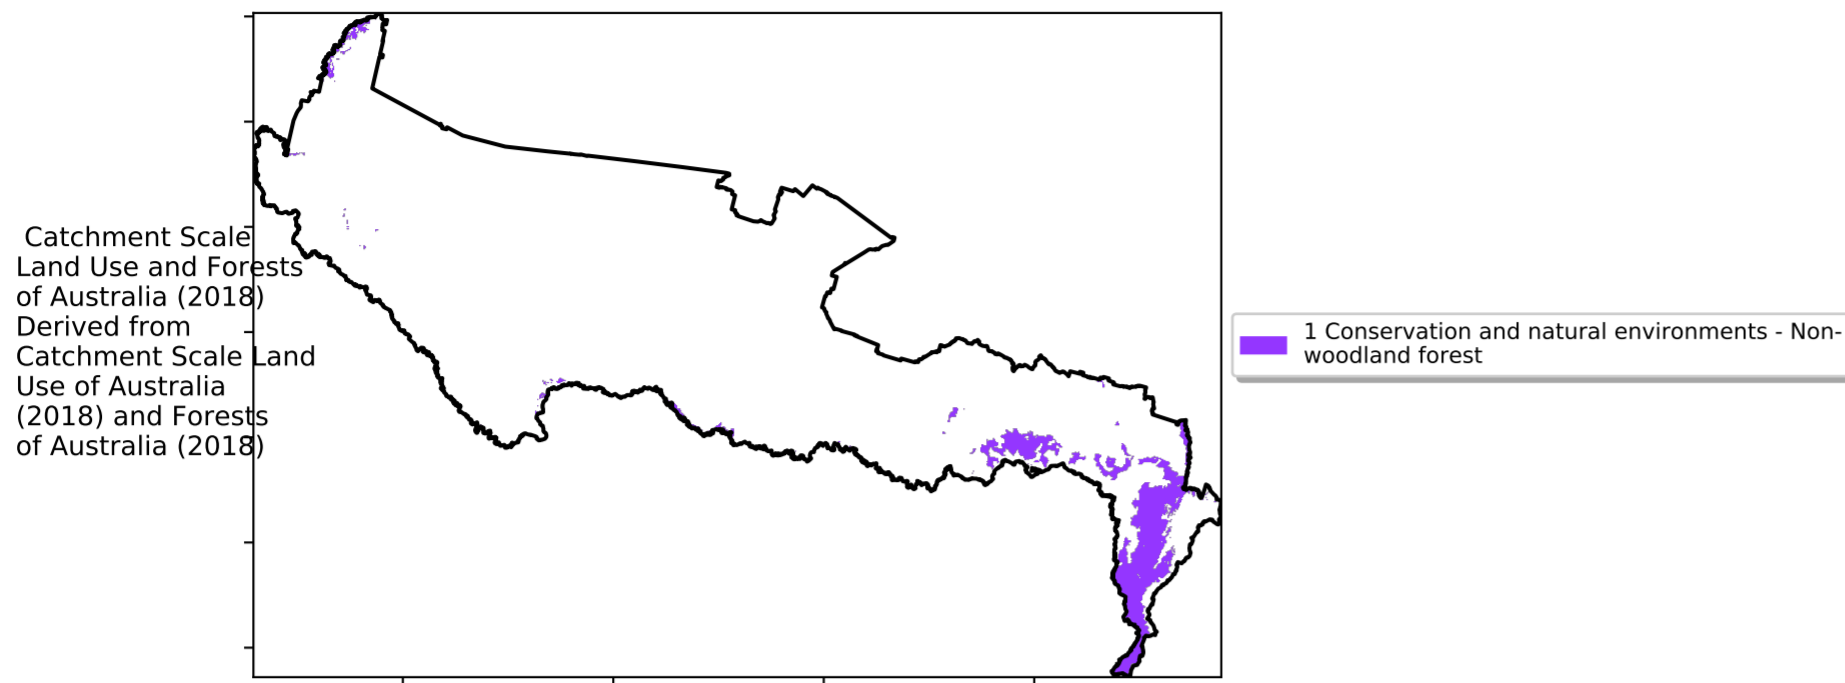 Catchment Scale
Land Use and Forests
of Australia (2018)
Derived from
Catchment Scale Land
Use of Australia
(2018) and Forests
of Australia (2018)
1 Conservation and natural environments - Non-
woodland forest